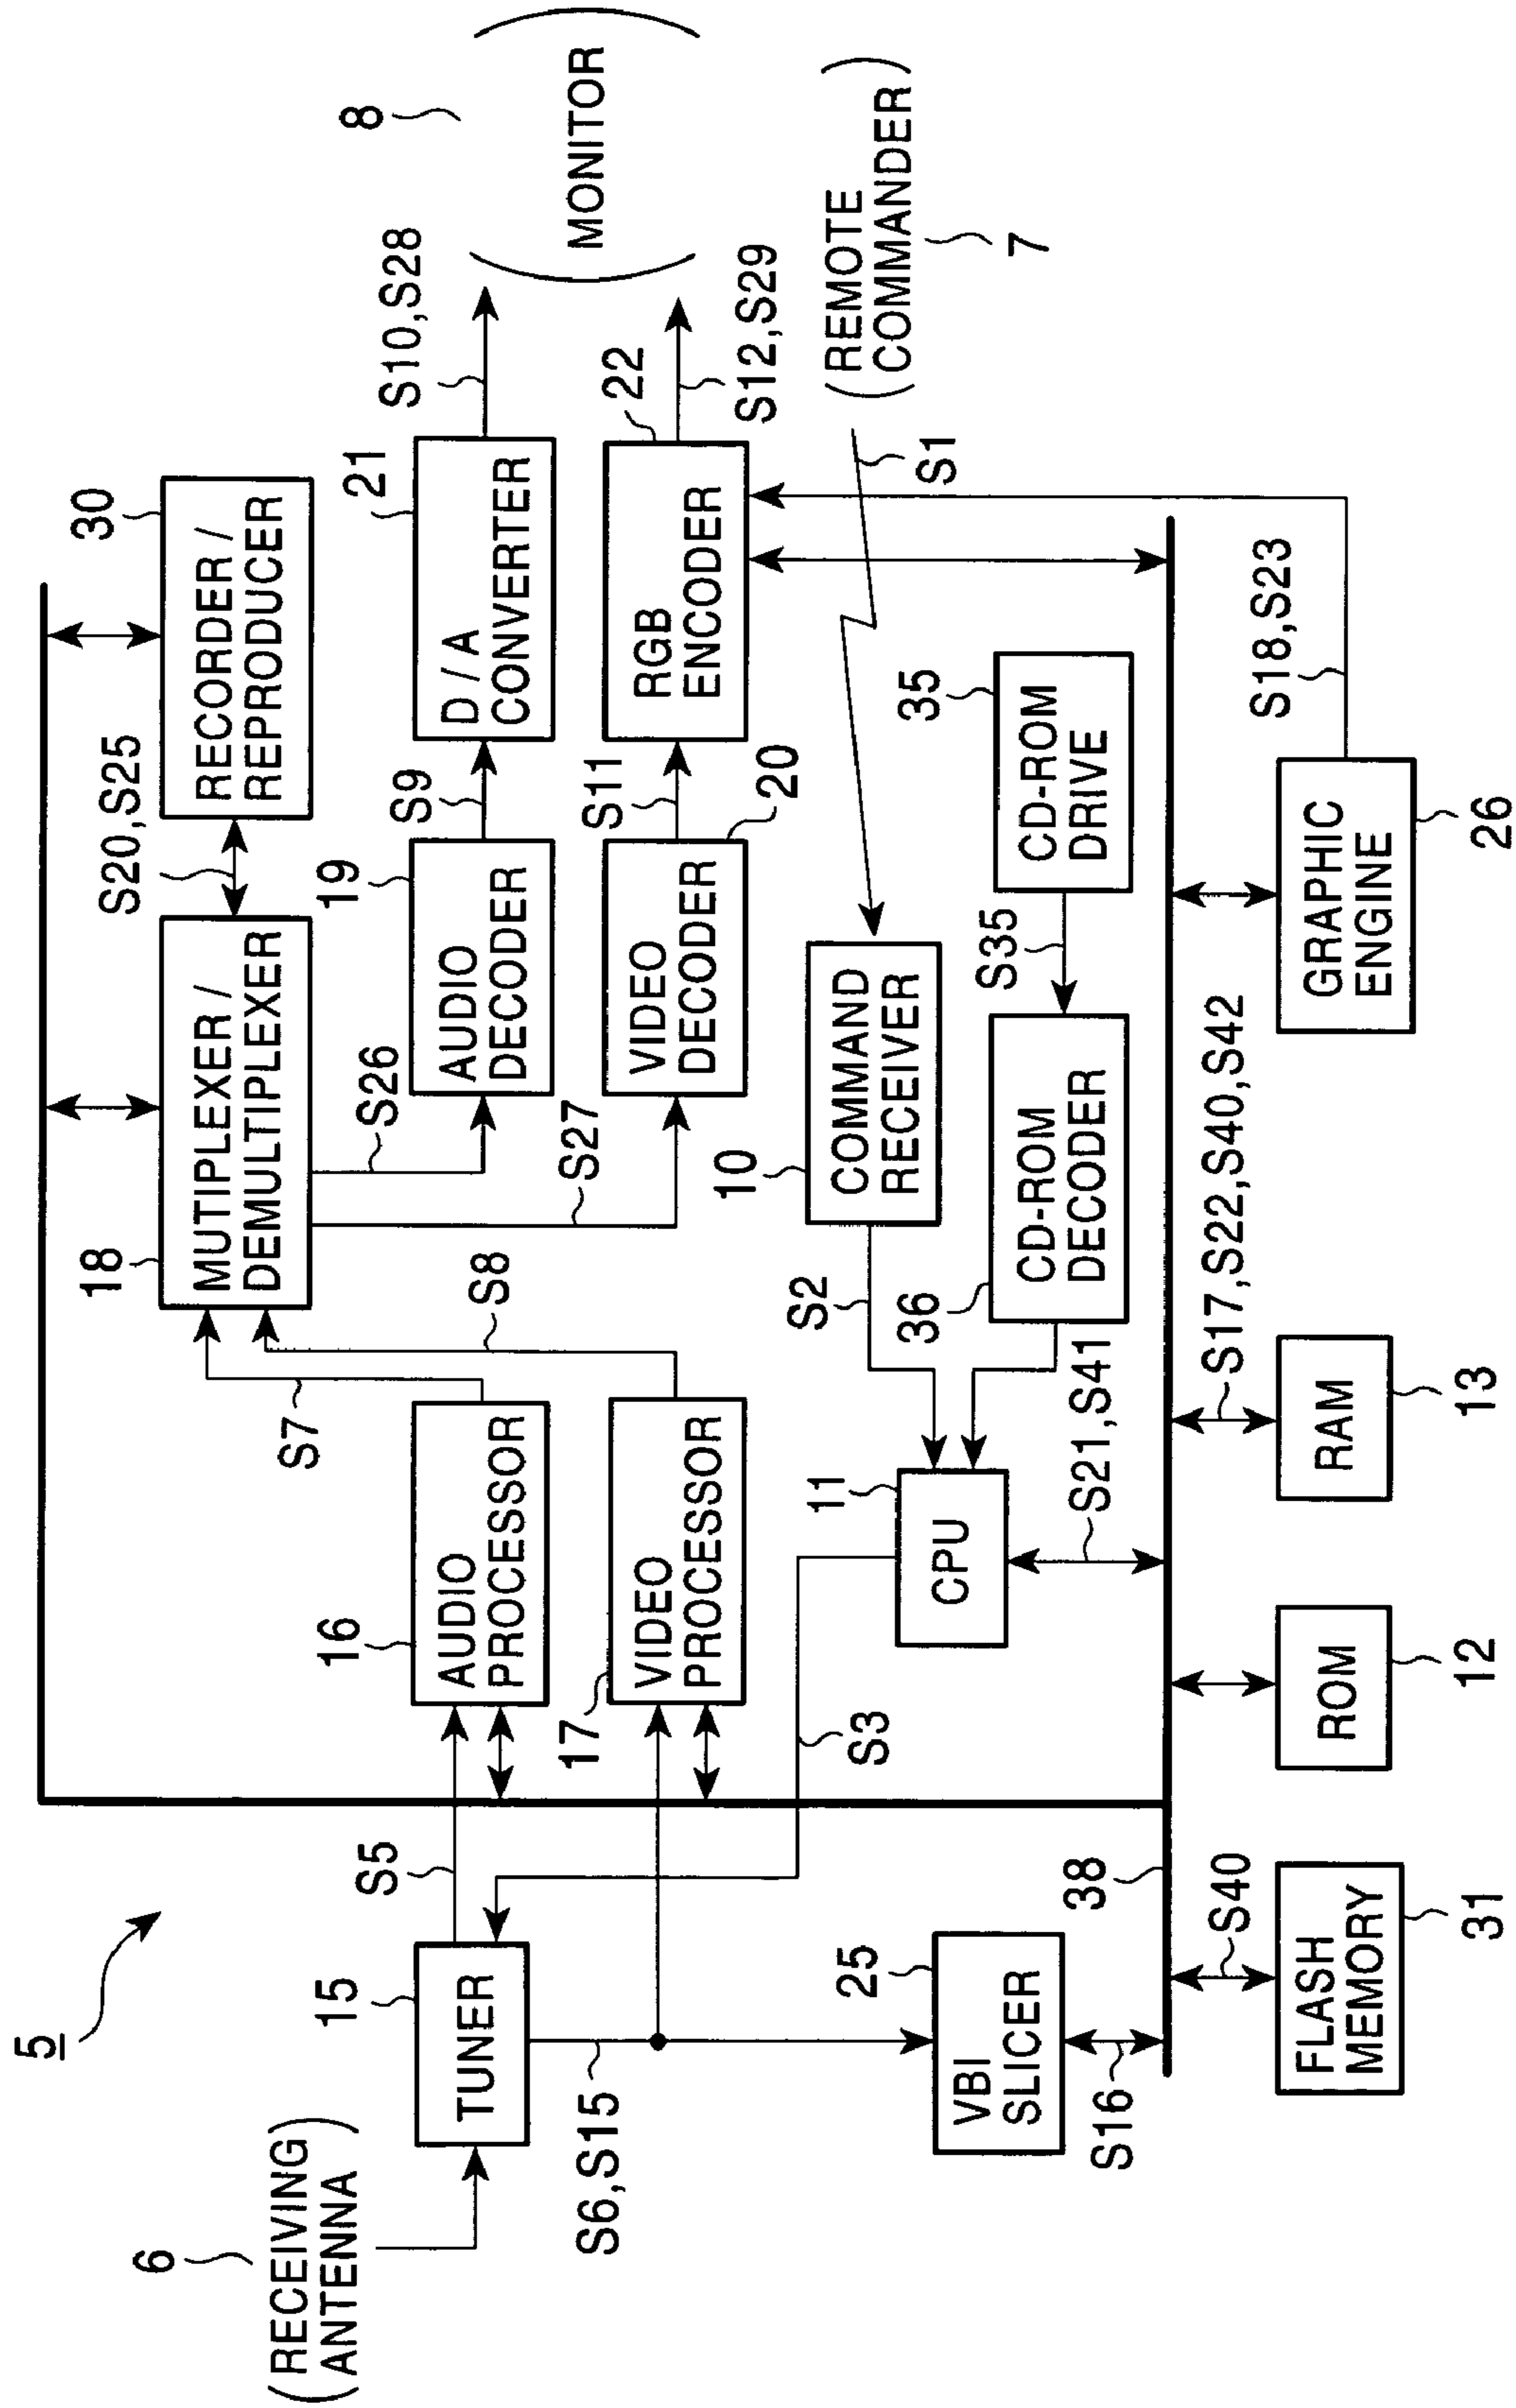 5
6
(RECEIVING
ANTENNA)
15
TUNER
S5
S6,S15
16
AUDIO
PROCESSOR
17
VIDEO
PROCESSOR
S7
S8
18
MUTIPLEXER /
DEMULTIPLEXER
S20,S25
30
RECORDER /
REPRODUCER
S26
S27
19
AUDIO
DECODER
S9
21
D / A
CONVERTER
S10,S28
8
(MONITOR)
VIDEO
DECODER
20
S11
22
RGB
ENCODER
S12,S29
(REMOTE
COMMANDER)
7
S1
10
COMMAND
RECEIVER
S2
S3
11
CPU
S21,S41
36
CD-ROM
DECODER
S35
35
CD-ROM
DRIVE
25
VBI
SLICER
S16
38
S40
FLASH
MEMORY
31
ROM
12
S17,S22,S40,S42
RAM
13
GRAPHIC
ENGINE
26
S18,S23